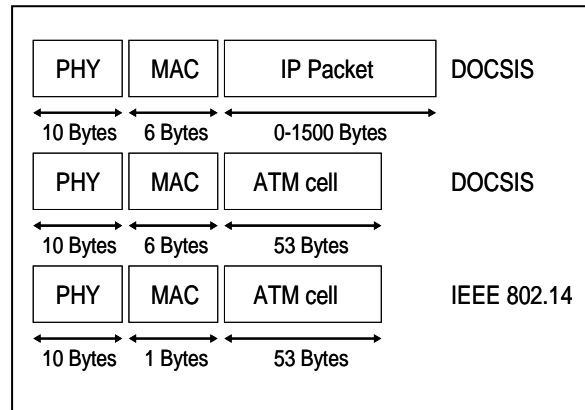 PHY MAC IP Packet DOCSIS
10 Bytes 6 Bytes 0-1500 Bytes
PHY MAC ATM cell DOCSIS
10 Bytes 6 Bytes 53 Bytes
PHY MAC ATM cell IEEE 802.14
10 Bytes 1 Bytes 53 Bytes